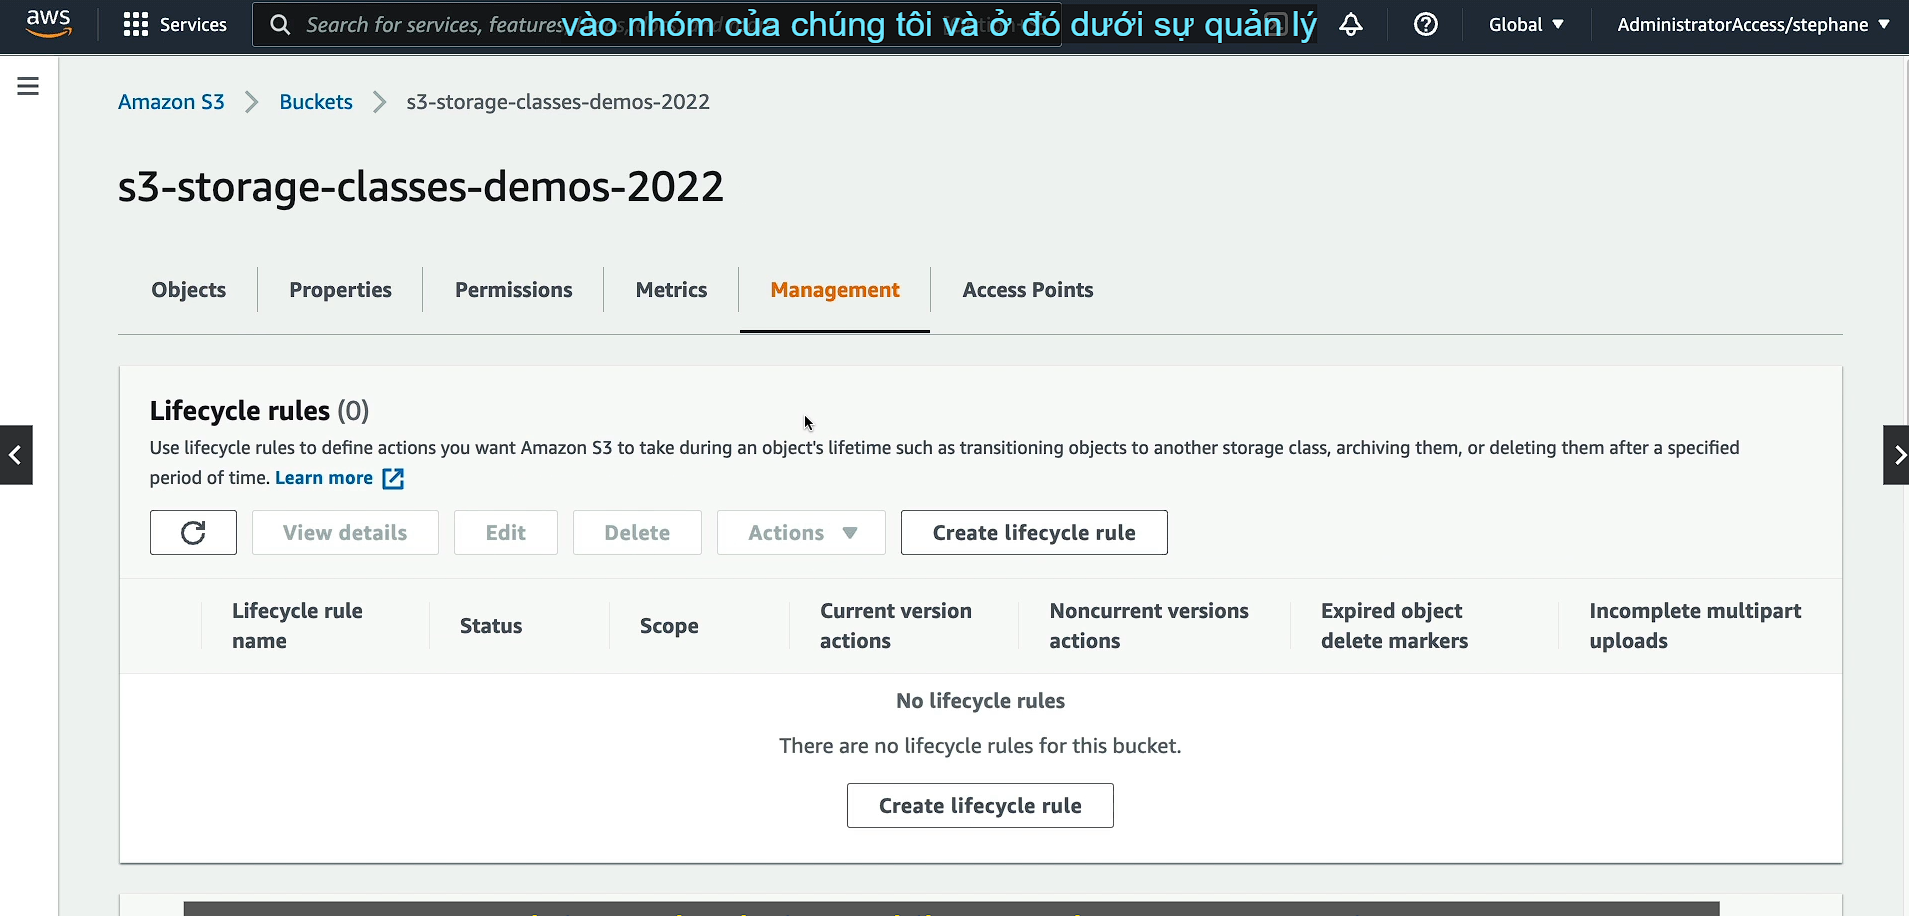 aws
Services
Search for services, features,
vào nhóm của chúng tôi và ở đó dưới sự quản lý
Global
AdministratorAccess/stephane
Amazon S3
Buckets
s3-storage-classes-demos-2022
s3-storage-classes-demos-2022
Objects
Properties
Permissions
Metrics
Management
Access Points
Lifecycle rules (0)
Use lifecycle rules to define actions you want Amazon S3 to take during an object's lifetime such as transitioning objects to another storage class, archiving them, or deleting them after a specified
period of time. Learn more
View details
Edit
Delete
Actions
Create lifecycle rule
Lifecycle rule
name
Status
Scope
Current version
actions
Noncurrent versions
actions
Expired object
delete markers
Incomplete multipart
uploads
No lifecycle rules
There are no lifecycle rules for this bucket.
Create lifecycle rule